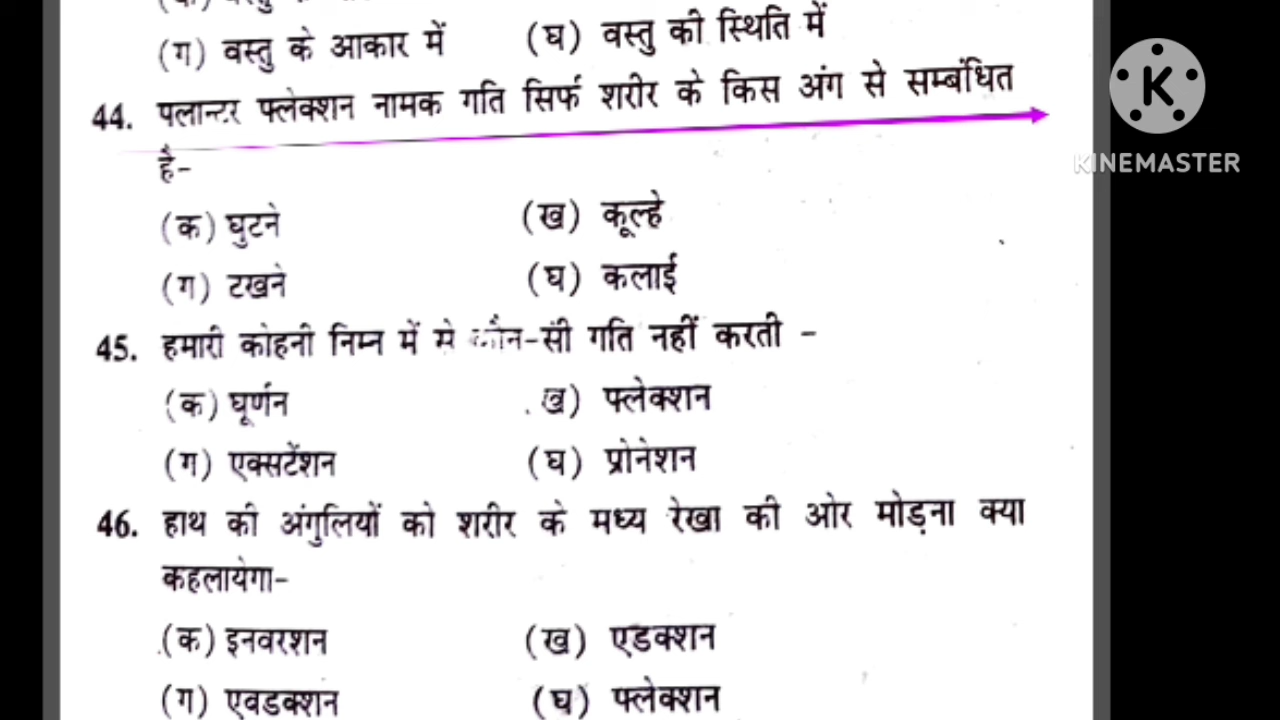 (ग) वस्तु के आकार में (घ) वस्तु की स्थिति में
44. पलान्टर फ्लेक्शन नामक गति सिर्फ शरीर के किस अंग से सम्बंधित
है-
(क) घुटने (ख) कूल्हे
(ग) टखने (घ) कलाई
45. हमारी कोहनी निम्न में से कौन-सी गति नहीं करती -
(क) घूर्णन ख) फ्लेक्शन
(ग) एक्सटेंशन (घ) प्रोनेशन
46. हाथ की अंगुलियों को शरीर के मध्य रेखा की ओर मोड़ना क्या
कहलायेगा-
(क) इनवरशन (ख) एडक्शन
(ग) एवडक्शन (घ) फ्लेक्शन
K
KINEMASTER